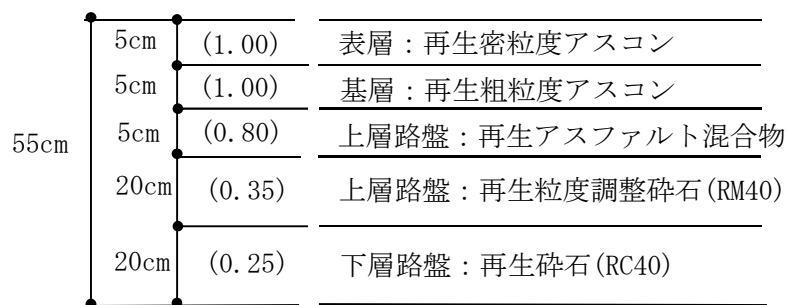 5cm (1.00) 表層：再生密粒度アスコン
5cm (1.00) 基層：再生粗粒度アスコン
55cm
5cm (0.80) 上層路盤：再生アスファルト混合物
20cm (0.35) 上層路盤：再生粒度調整砕石(RM40)
20cm (0.25) 下層路盤：再生砕石(RC40)